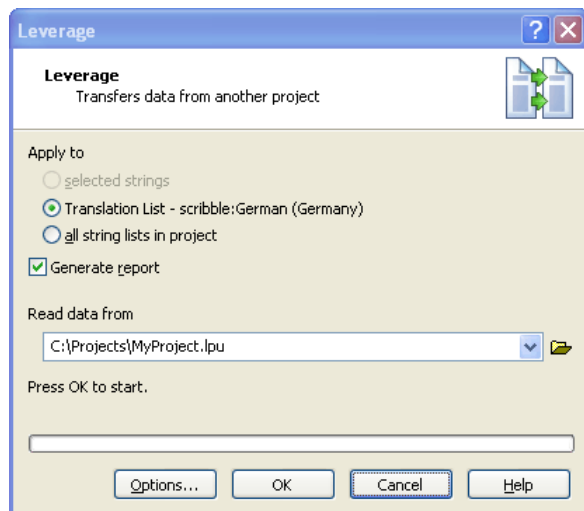 Leverage
Leverage
Transfers data from another project
Apply to
selected strings
Translation List - scribble:German (Germany)
all string lists in project
Generate report
Read data from
C:\Projects\MyProject.lpu
Press OK to start.
Options... OK Cancel Help